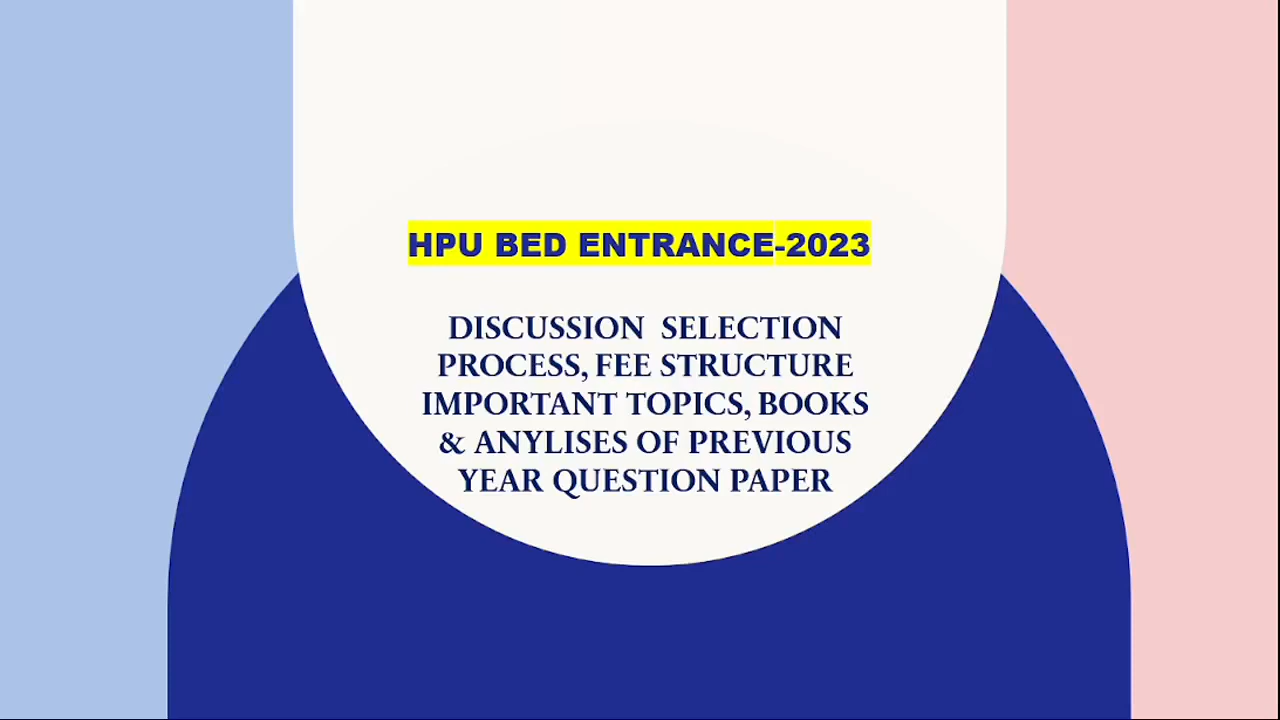 HPU BED ENTRANCE-2023
DISCUSSION SELECTION
PROCESS, FEE STRUCTURE
IMPORTANT TOPICS, BOOKS
& ANYLISES OF PREVIOUS
YEAR QUESTION PAPER